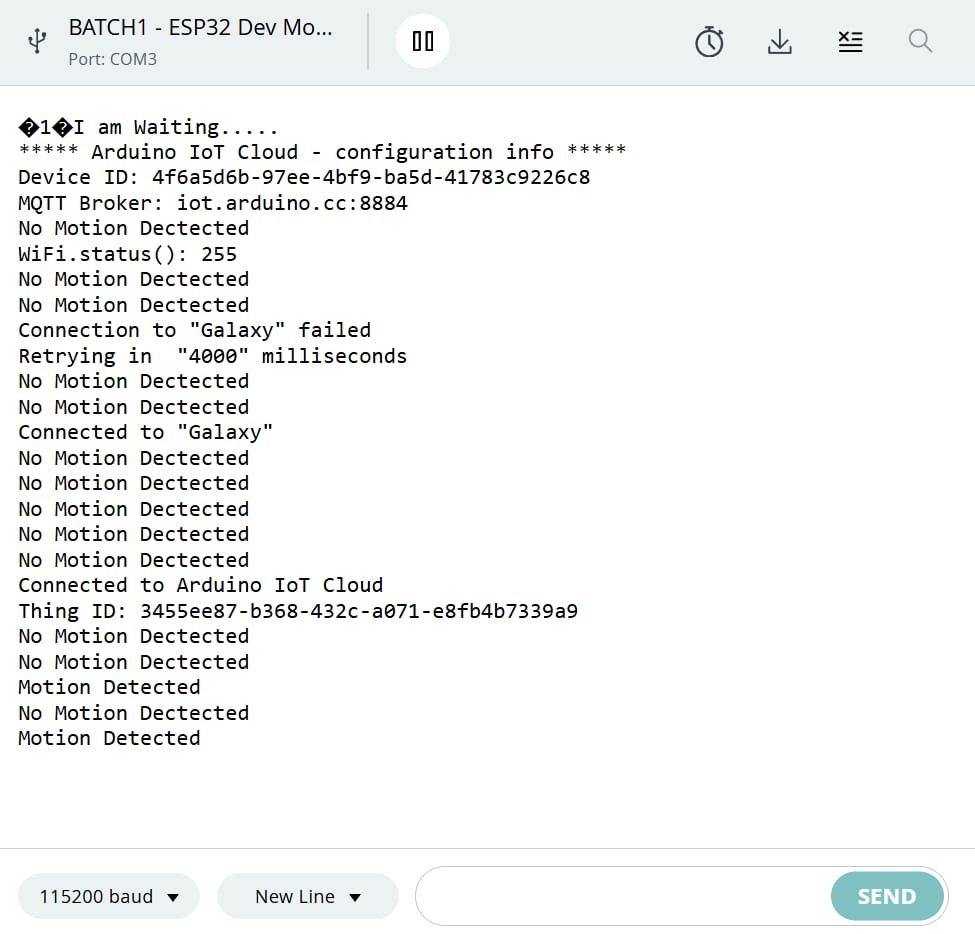 BATCH1 - ESP32 Dev Mo...
Port: COM3
�1�I am Waiting.....
***** Arduino IoT Cloud - configuration info *****
Device ID: 4f6a5d6b-97ee-4bf9-ba5d-41783c9226c8
MQTT Broker: iot.arduino.cc:8884
No Motion Dectected
WiFi.status(): 255
No Motion Dectected
No Motion Dectected
Connection to "Galaxy" failed
Retrying in  "4000" milliseconds
No Motion Dectected
No Motion Dectected
Connected to "Galaxy"
No Motion Dectected
No Motion Dectected
No Motion Dectected
No Motion Dectected
No Motion Dectected
Connected to Arduino IoT Cloud
Thing ID: 3455ee87-b368-432c-a071-e8fb4b7339a9
No Motion Dectected
No Motion Dectected
Motion Detected
No Motion Dectected
Motion Detected
115200 baud
New Line
SEND